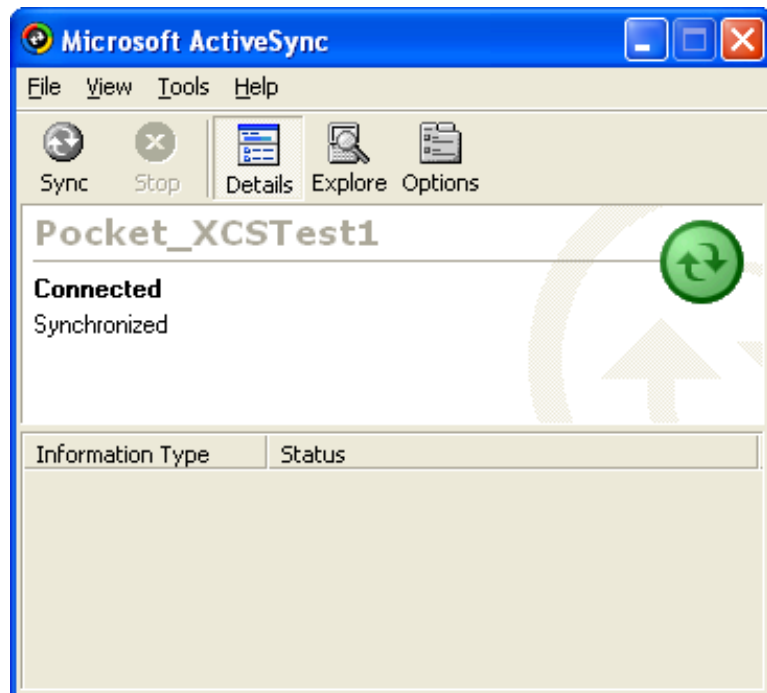 Microsoft ActiveSync
File View Tools Help
Sync Stop Details Explore Options
Pocket_XCSTest1
Connected
Synchronized
Information Type Status